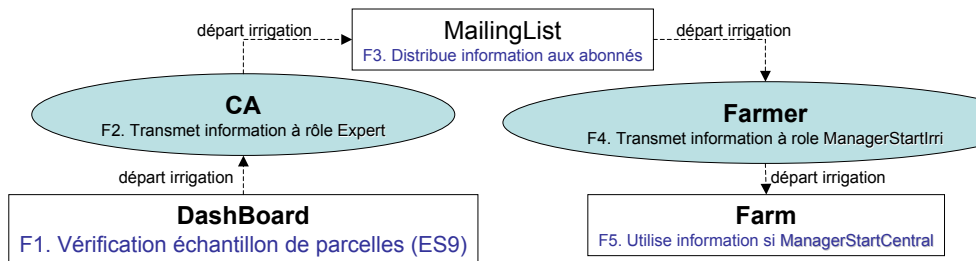 départ irrigation
MailingList
départ irrigation
F3. Distribue information aux abonnés
CA
F2. Transmet information à rôle Expert
Farmer
F4. Transmet information à role ManagerStartIrri
départ irrigation
départ irrigation
DashBoard
F1. Vérification échantillon de parcelles (ES9)
Farm
F5. Utilise information si ManagerStartCentral